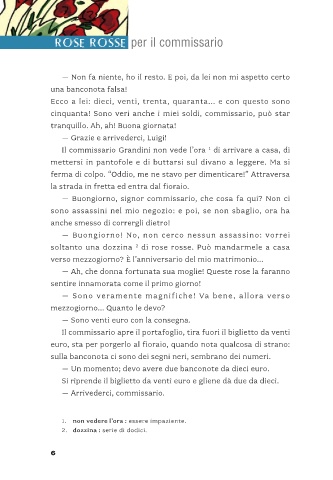 ROSE ROSSE per il commissario
— Non fa niente, ho il resto. E poi, da lei non mi aspetto certo
una banconota falsa!
Ecco a lei: dieci, venti, trenta, quaranta... e con questo sono
cinquanta! Sono veri anche i miei soldi, commissario, può star
tranquillo. Ah, ah! Buona giornata!
— Grazie e arrivederci, Luigi!
Il commissario Grandini non vede l'ora ¹ di arrivare a casa, di
mettersi in pantofole e di buttarsi sul divano a leggere. Ma si
ferma di colpo. "Oddio, me ne stavo per dimenticare!" Attraversa
la strada in fretta ed entra dal fioraio.
— Buongiorno, signor commissario, che cosa fa qui? Non ci
sono assassini nel mio negozio: e poi, se non sbaglio, ora ha
anche smesso di correrli dietro!
— Buongiorno! No, non cerco nessun assassino: vorrei
soltanto una dozzina ² di rose rosse. Può mandarmele a casa
verso mezzogiorno? È l'anniversario del mio matrimonio...
— Ah, che donna fortunata sua moglie! Queste rose la faranno
sentire innamorata come il primo giorno!
— Sono veramente magnifiche! Va bene, allora verso
mezzogiorno... Quanto le devo?
— Sono venti euro con la consegna.
Il commissario apre il portafoglio, tira fuori il biglietto da venti
euro, sta per porgerlo al fioraio, quando nota qualcosa di strano:
sulla banconota ci sono dei segni neri, sembrano dei numeri.
— Un momento; devo avere due banconote da dieci euro.
Si riprende il biglietto da venti euro e gliene dà due da dieci.
— Arrivederci, commissario.
1. non vedere l'ora : essere impaziente.
2. dozzina : serie di dodici.
6